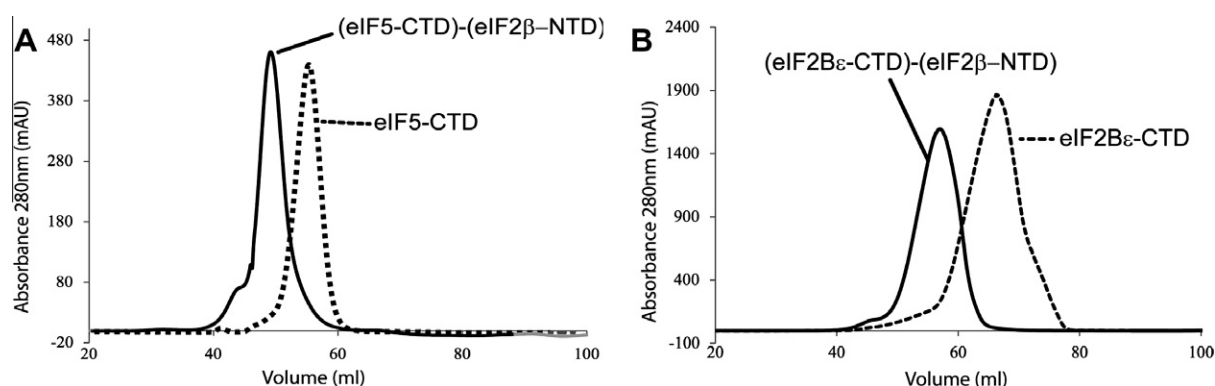 A
Absorbance 280nm (mAU)
480
380
280
180
80
-20
(eIF5-CTD)-(eIF2β–NTD)
eIF5-CTD
20
40
60
80
100
Volume (ml)
B
Absorbance 280nm (mAU)
2400
1900
1400
900
400
-100
(eIF2Bε-CTD)-(eIF2β–NTD)
eIF2Bε-CTD
20
40
60
80
100
Volume (ml)